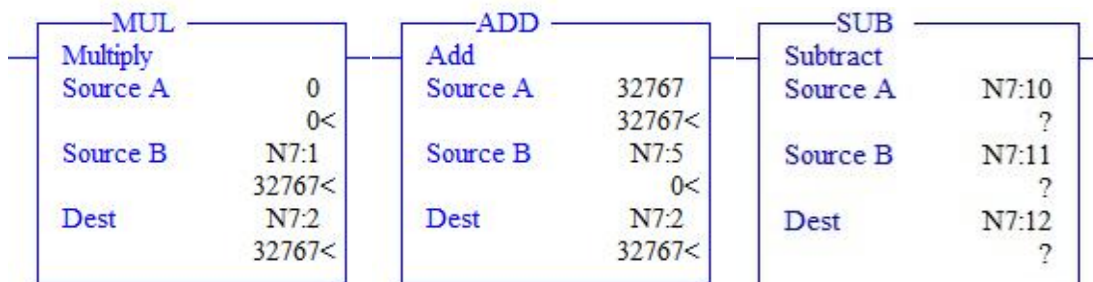 MUL
Multiply
Source A 0
0<
Source B N7:1
32767<
Dest N7:2
32767<
ADD
Add
Source A 32767
32767<
Source B N7:5
0<
Dest N7:2
32767<
SUB
Subtract
Source A N7:10
?
Source B N7:11
?
Dest N7:12
?